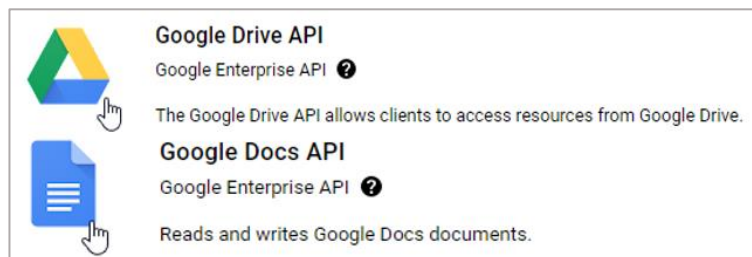 Google Drive API
Google Enterprise API ?
The Google Drive API allows clients to access resources from Google Drive.
Google Docs API
Google Enterprise API ?
Reads and writes Google Docs documents.